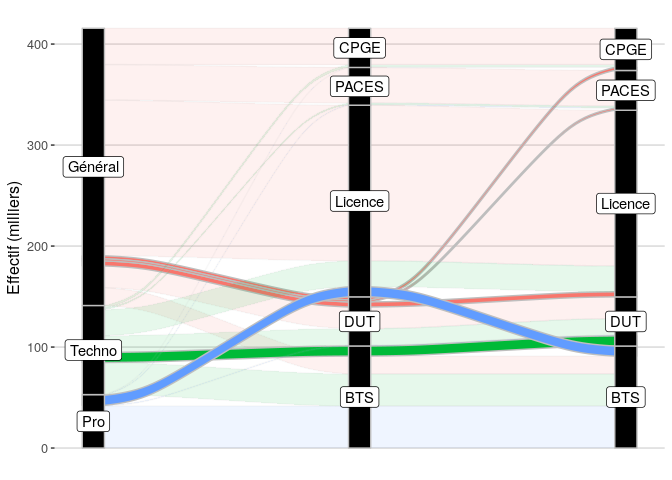 Effectif (milliers)
400
300
200
100
0
Général
Techno
Pro
CPGE
PACES
Licence
DUT
BTS
CPGE
PACES
Licence
DUT
BTS